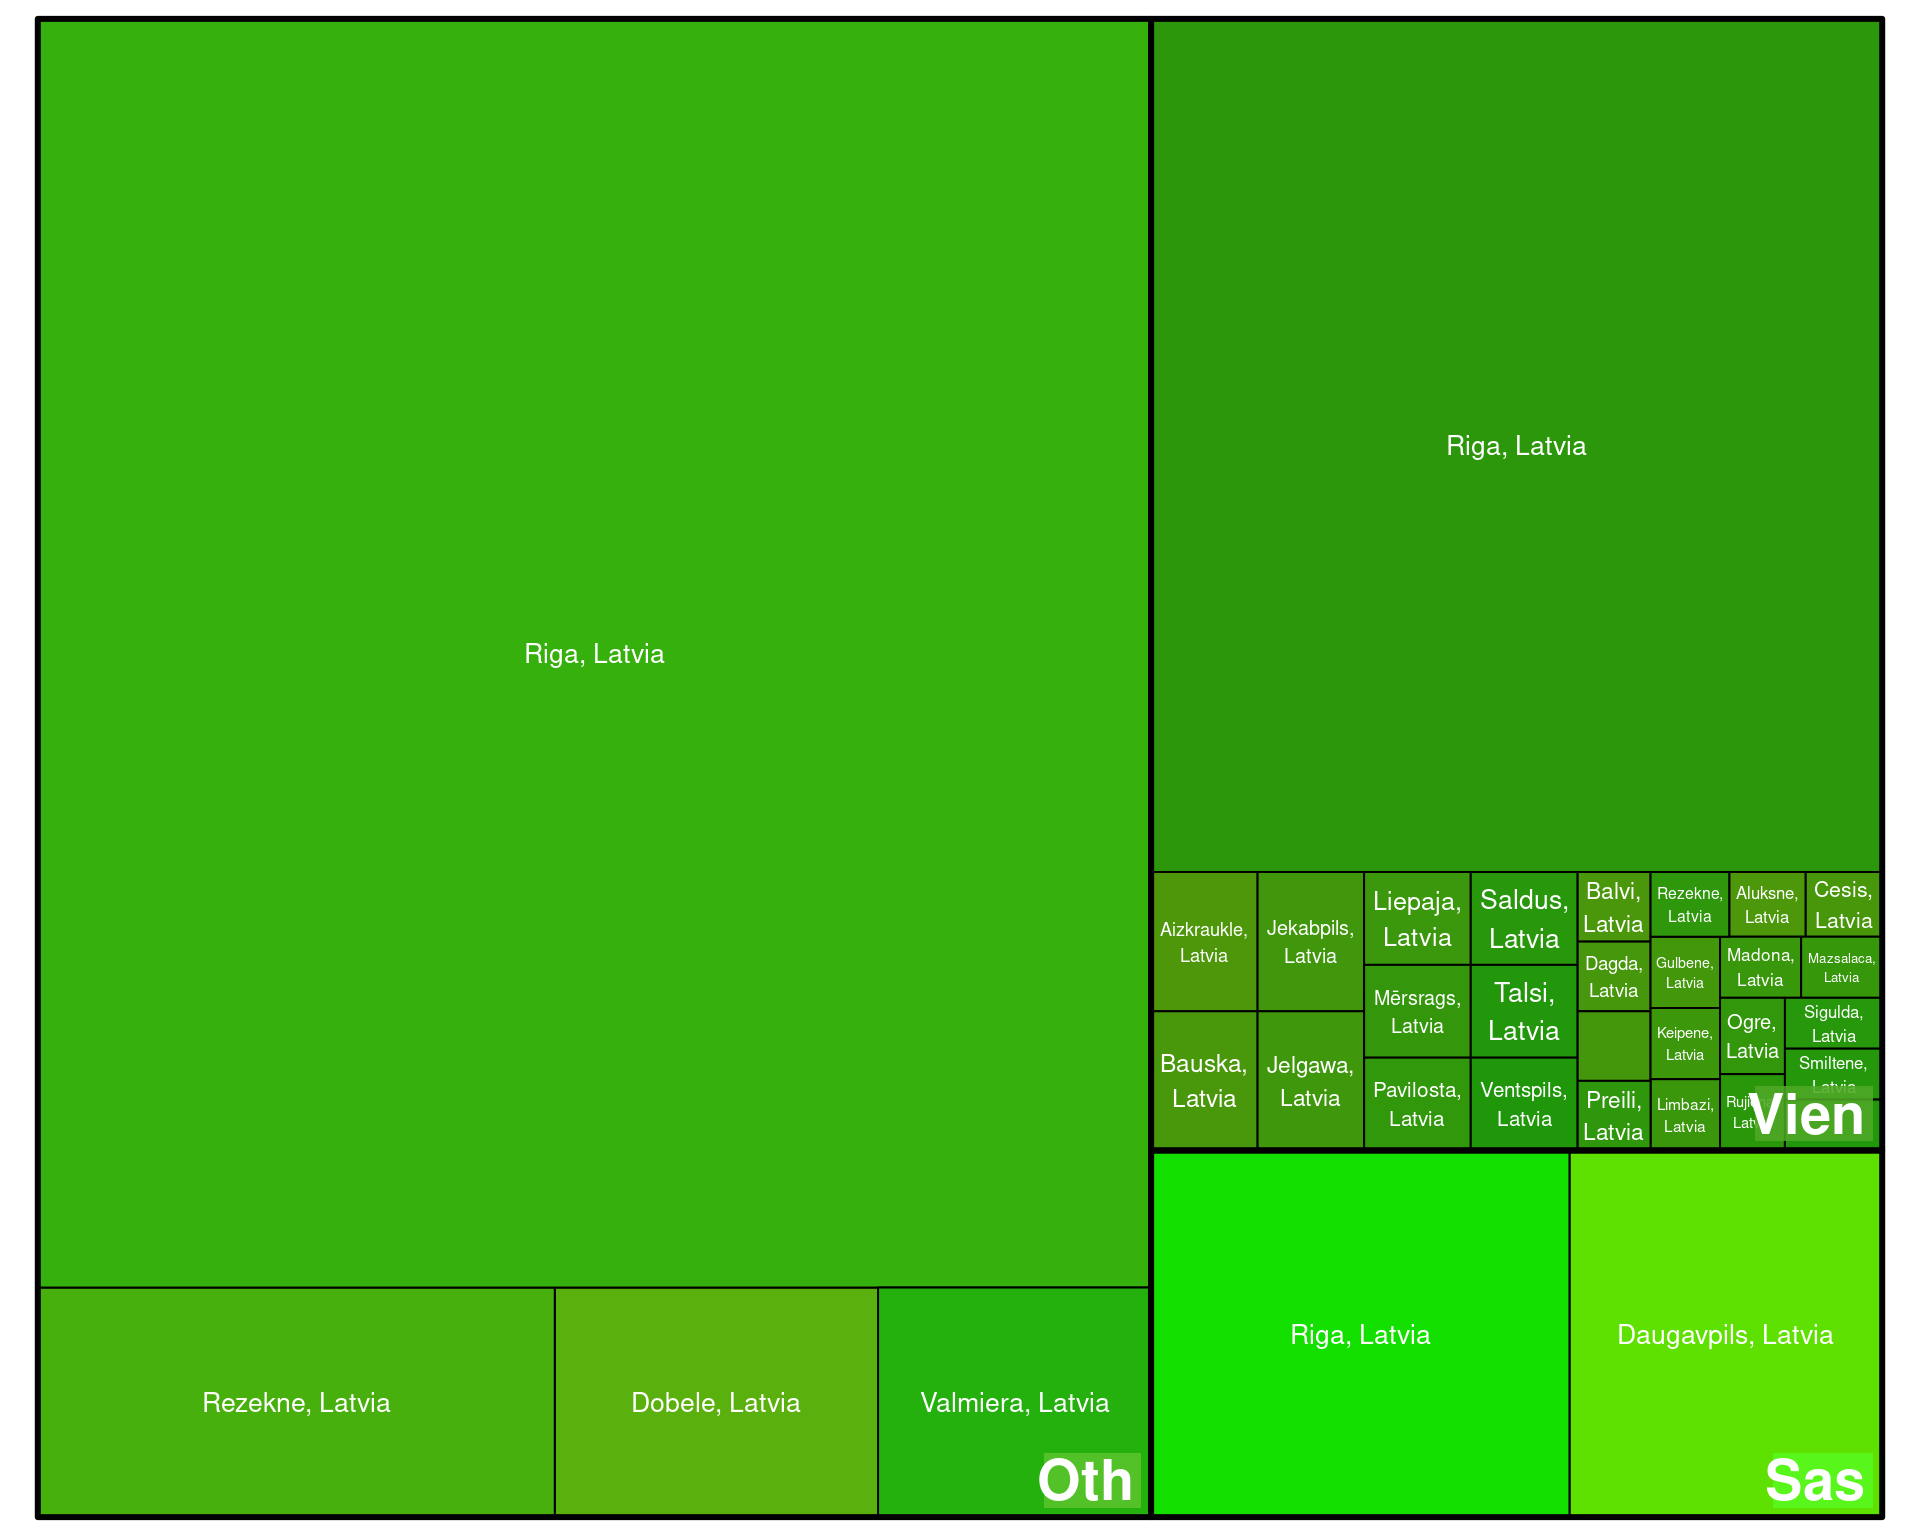 Riga, Latvia
Rezekne, Latvia
Dobele, Latvia
Valmiera, Latvia
Oth
Riga, Latvia
Aizkraukle,
Latvia
Bauska,
Latvia
Jekabpils,
Latvia
Jelgawa,
Latvia
Liepaja,
Latvia
Mērsrags,
Latvia
Pavilosta,
Latvia
Saldus,
Latvia
Talsi,
Latvia
Ventspils,
Latvia
Balvi,
Latvia
Dagda,
Latvia
Preili,
Latvia
Rezekne,
Latvia
Aluksne,
Latvia
Cesis,
Latvia
Gulbene,
Latvia
Keipene,
Latvia
Limbazi,
Latvia
Madona,
Latvia
Mazsalaca,
Latvia
Ogre,
Latvia
Sigulda,
Latvia
Smiltene,
Latvia
Vien
Riga, Latvia
Daugavpils, Latvia
Sas